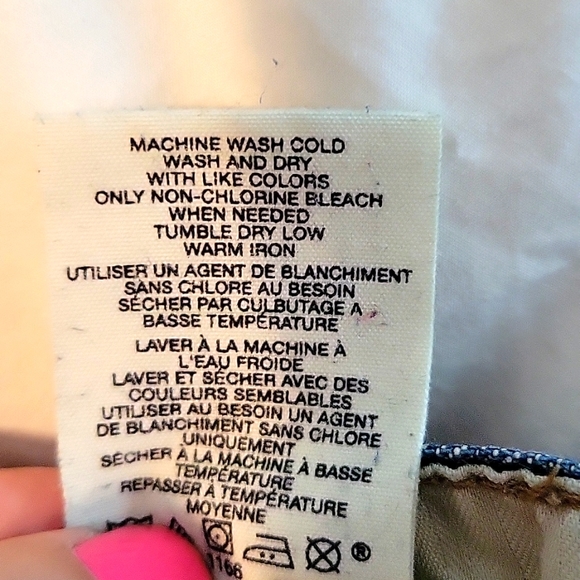 MACHINE WASH COLD
WASH AND DRY
WITH LIKE COLORS
ONLY NON-CHLORINE BLEACH
WHEN NEEDED
TUMBLE DRY LOW
WARM IRON
UTILISER UN AGENT DE BLANCHIMENT
SANS CHLORE AU BESOIN
SÉCHER PAR CULBUTAGE A
BASSE TEMPÉRATURE
LAVER À LA MACHINE À
L'EAU FROIDE
LAVER ET SÉCHER AVEC DES
COULEURS SEMBLABLES
UTILISER AU BESOIN UN AGENT
DE BLANCHIMENT SANS CHLORE
UNIQUEMENT
SÉCHER À LA MACHINE À BASSE
TEMPÉRATURE
REPASSER À TEMPÉRATURE
MOYENNE
®
1166